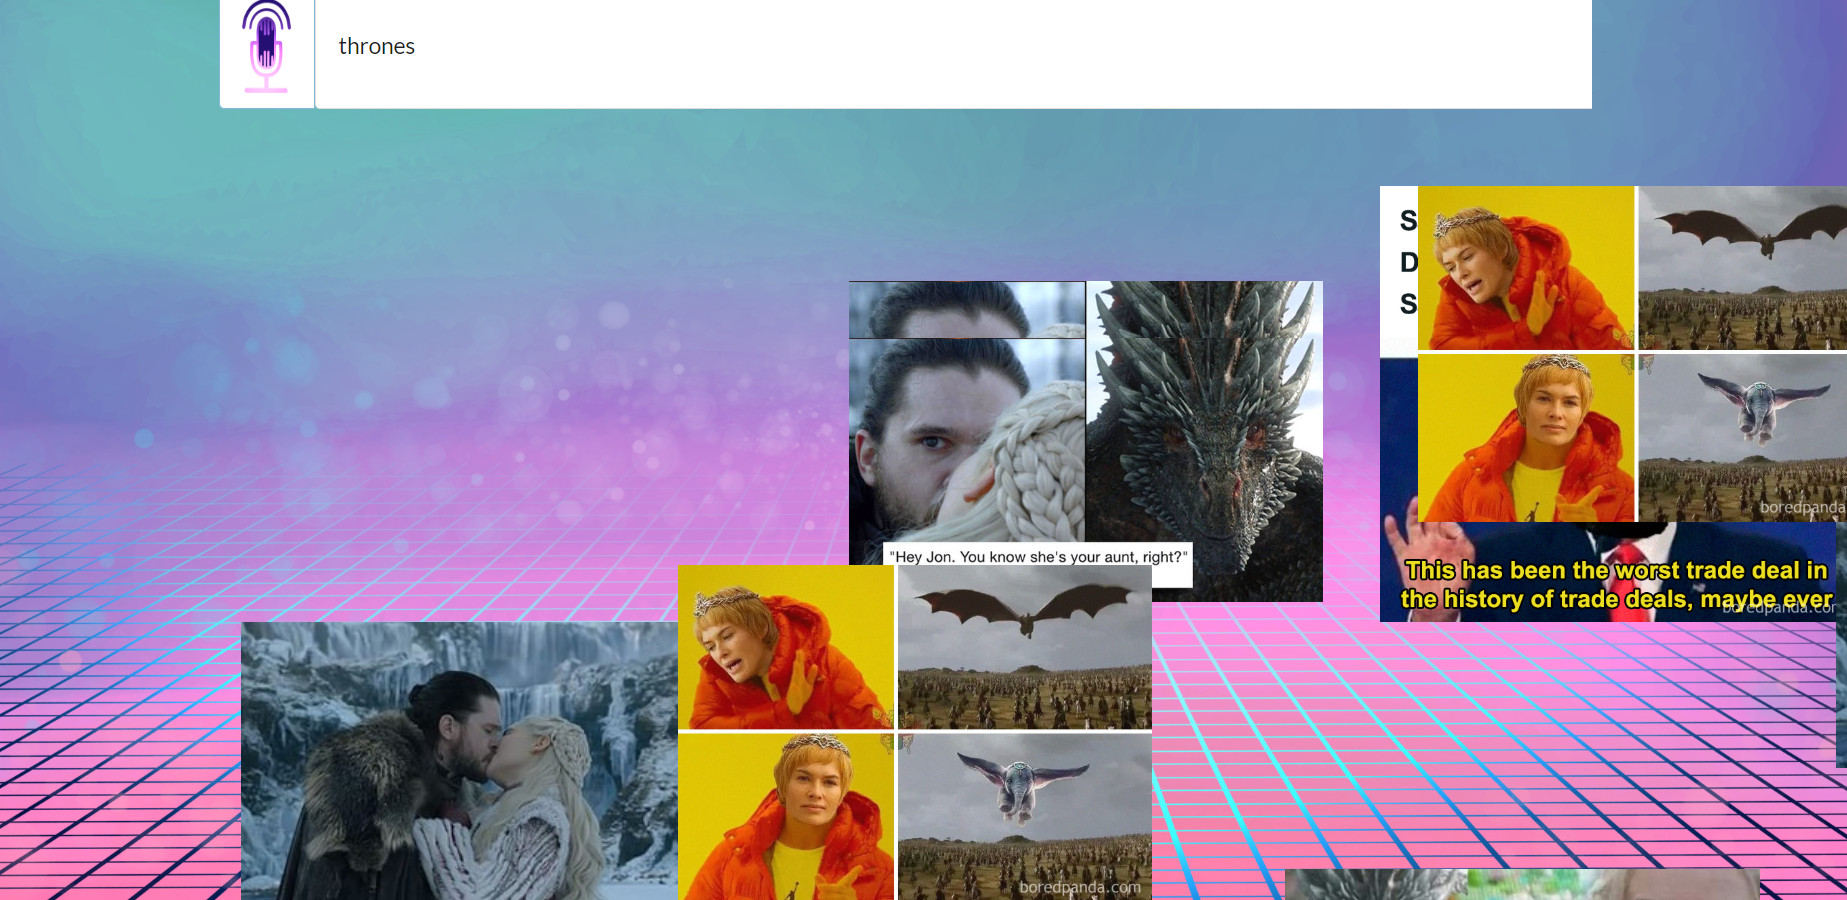 thrones
S
D
S
"Hey Jon. You know she's your aunt, right?"
boredpanda
This has been the worst trade deal in
the history of trade deals, maybe ever
boredpanda.com
boredpanda.com